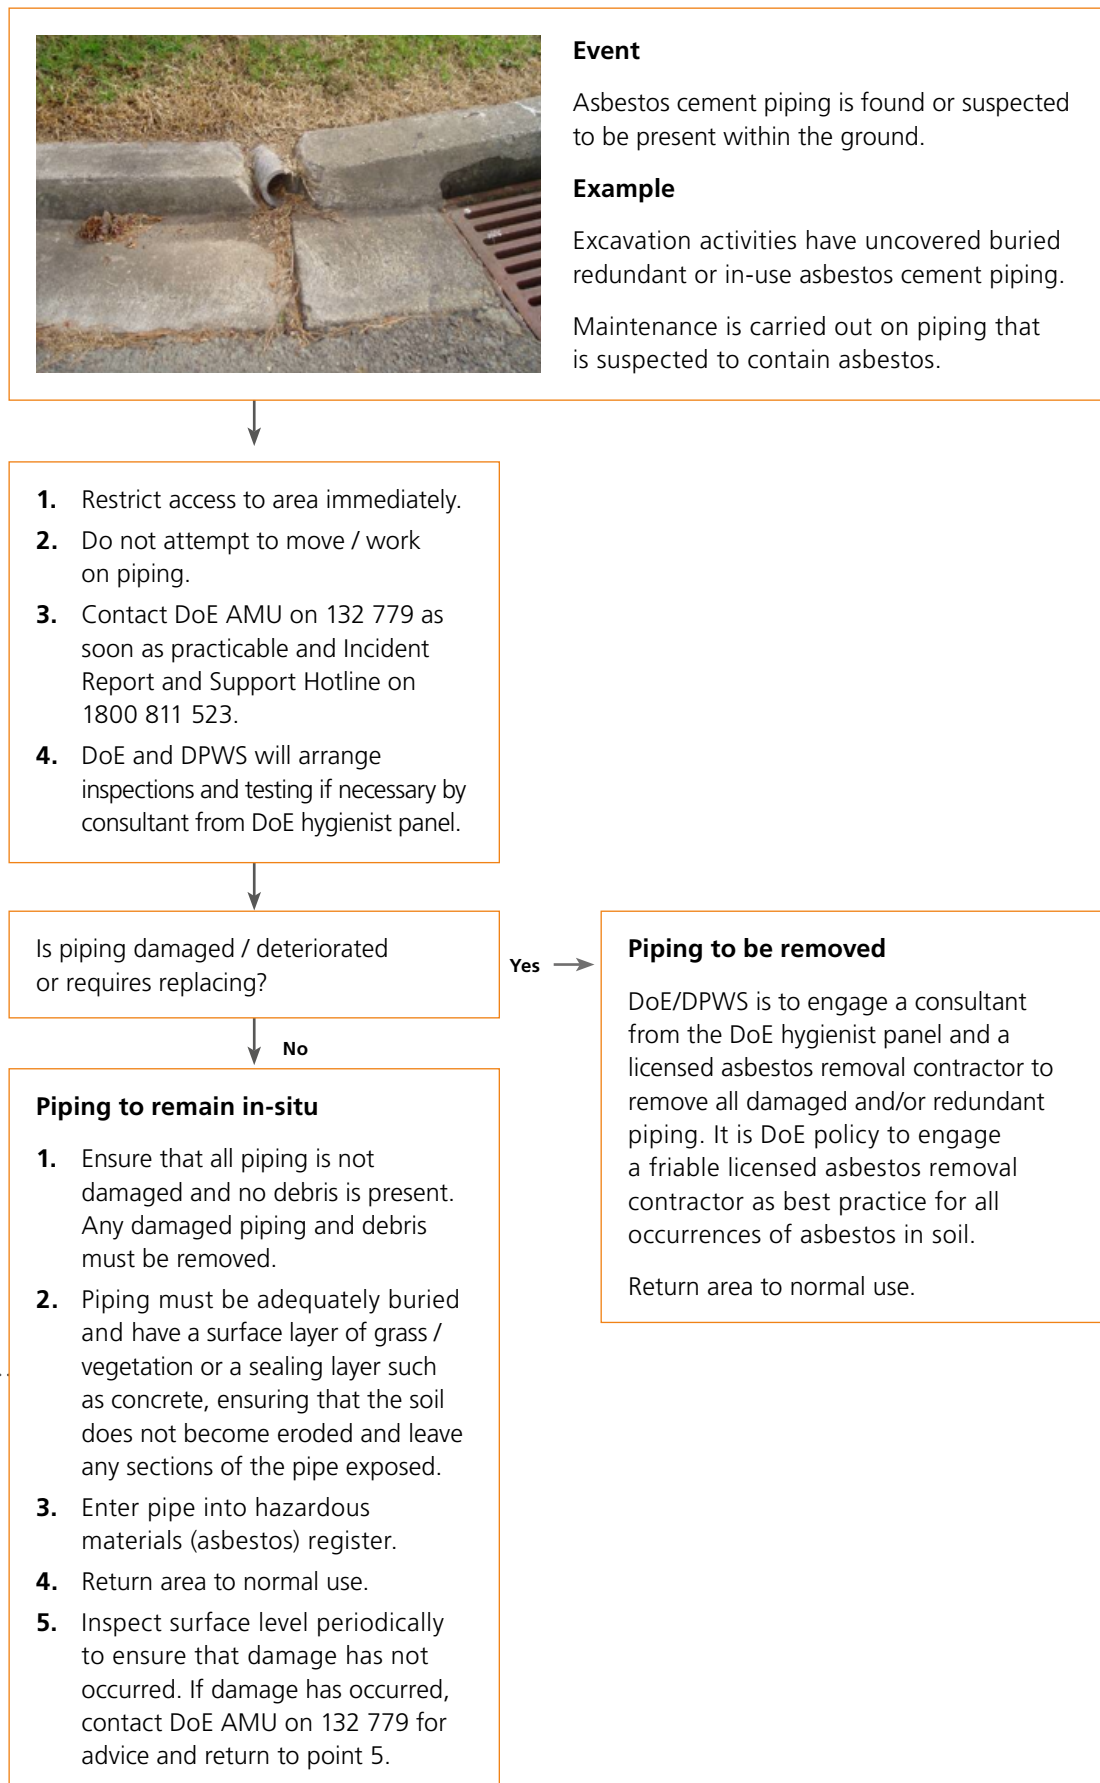 Event
Asbestos cement piping is found or suspected
to be present within the ground.
Example
Excavation activities have uncovered buried
redundant or in-use asbestos cement piping.
Maintenance is carried out on piping that
is suspected to contain asbestos.
1. Restrict access to area immediately.
2. Do not attempt to move / work
on piping.
3. Contact DoE AMU on 132 779 as
soon as practicable and Incident
Report and Support Hotline on
1800 811 523.
4. DoE and DPWS will arrange
inspections and testing if necessary by
consultant from DoE hygienist panel.
Is piping damaged / deteriorated
or requires replacing?
Yes
Piping to be removed
DoE/DPWS is to engage a consultant
from the DoE hygienist panel and a
licensed asbestos removal contractor to
remove all damaged and/or redundant
piping. It is DoE policy to engage
a friable licensed asbestos removal
contractor as best practice for all
occurrences of asbestos in soil.
Return area to normal use.
No
Piping to remain in-situ
1. Ensure that all piping is not
damaged and no debris is present.
Any damaged piping and debris
must be removed.
2. Piping must be adequately buried
and have a surface layer of grass /
vegetation or a sealing layer such
as concrete, ensuring that the soil
does not become eroded and leave
any sections of the pipe exposed.
3. Enter pipe into hazardous
materials (asbestos) register.
4. Return area to normal use.
5. Inspect surface level periodically
to ensure that damage has not
occurred. If damage has occurred,
contact DoE AMU on 132 779 for
advice and return to point 5.